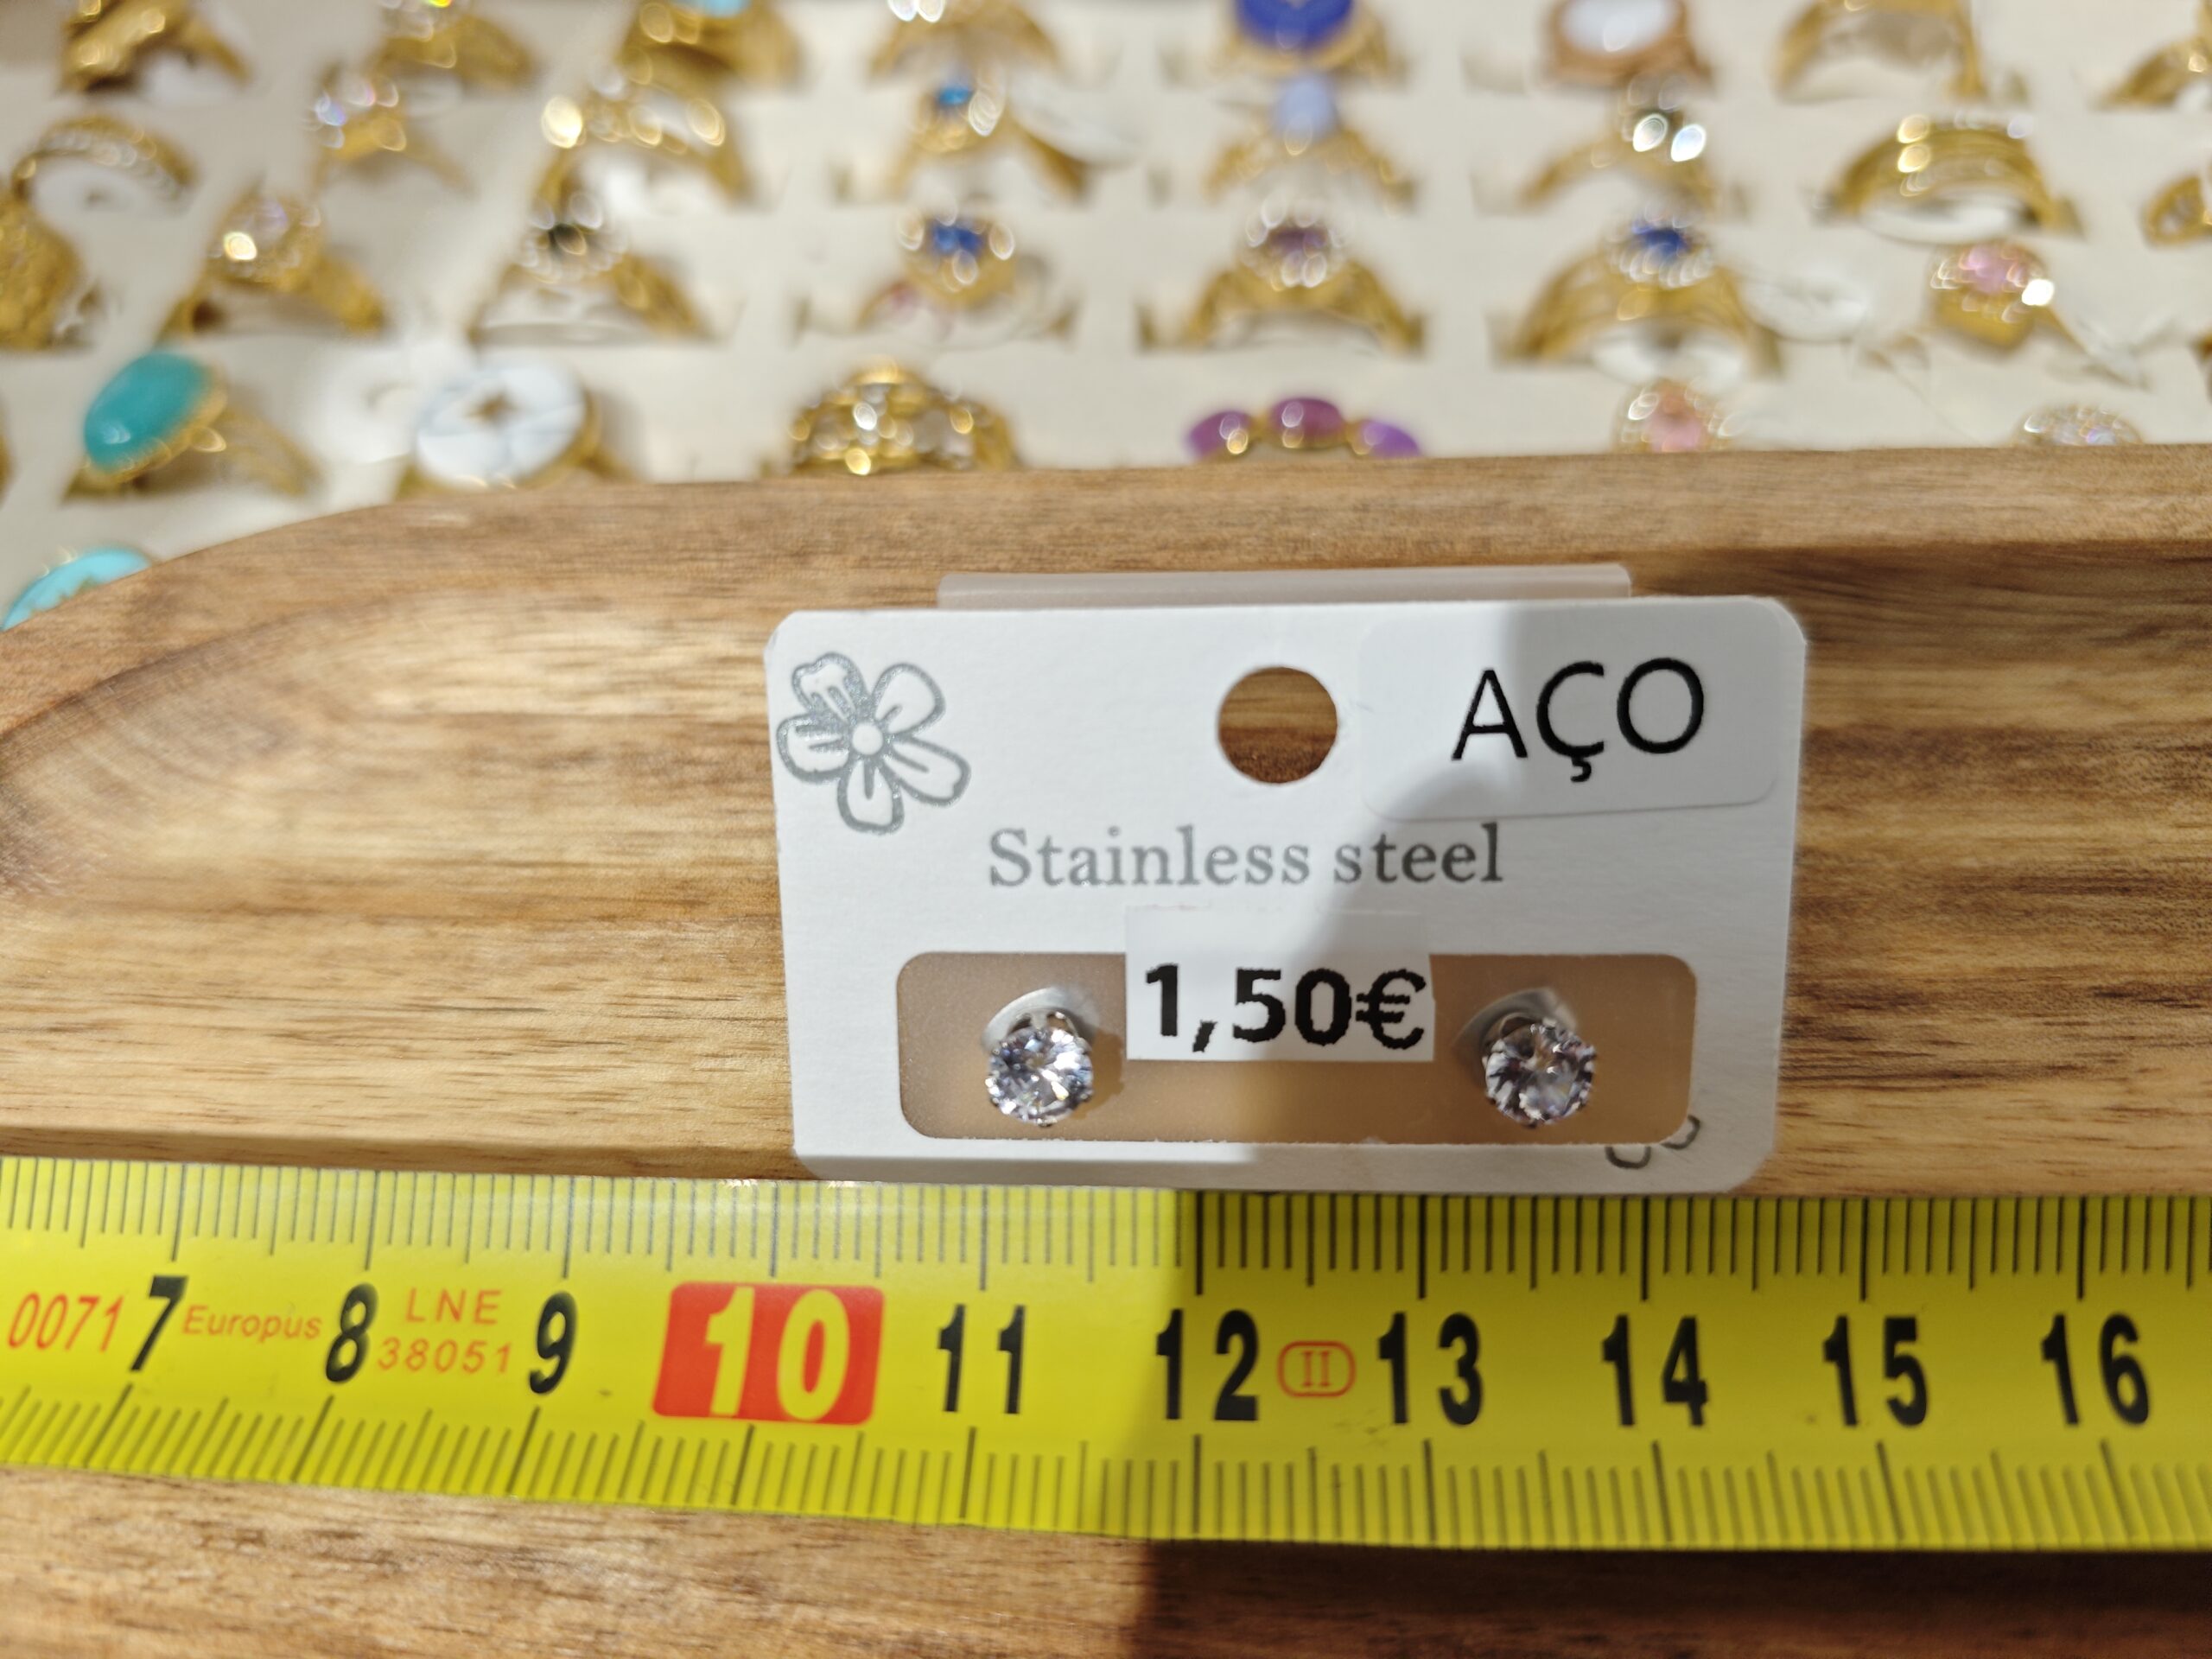 AÇO
Stainless steel
1,50€
0071 7 Europus 8 LNE 38051 9 10 11 12 II 13 14 15 16